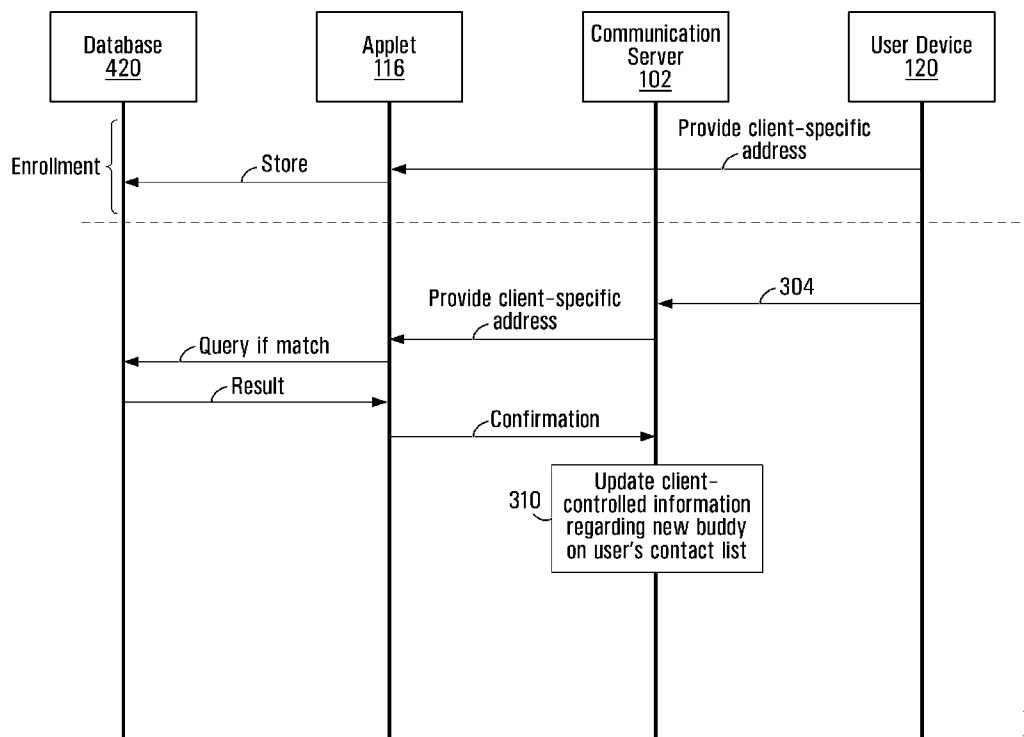 Database
420
Applet
116
Communication
Server
102
User Device
120
Enrollment
Provide client-specific
address
Store
304
Provide client-specific
address
Query if match
Result
Confirmation
310
Update client-
controlled information
regarding new buddy
on user's contact list